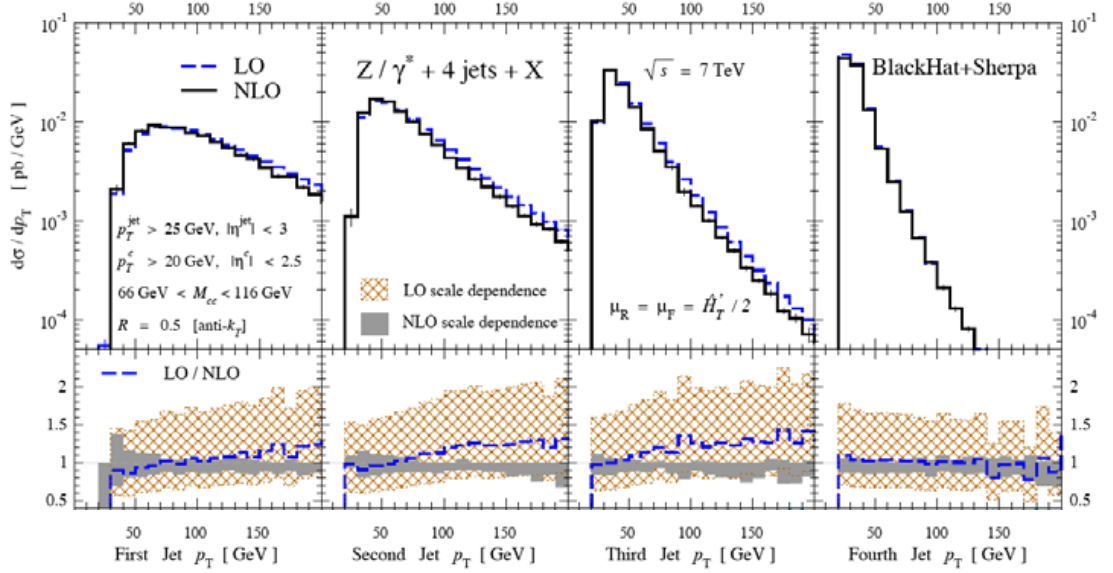 50 100 150 50 100 150 50 100 150 50 100 150
10^-1 10^-1
LO
NLO
Z / γ* + 4 jets + X
√s = 7 TeV
BlackHat+Sherpa
10^-2 10^-2
dσ / dp_T [ pb / GeV ]
10^-3 10^-3
p_T^jet > 25 GeV, |η^jet| < 3
p_T^e > 20 GeV, |η^e| < 2.5
66 GeV < M_ee < 116 GeV
R = 0.5 [anti-k_T]
LO scale dependence
NLO scale dependence
μ_R = μ_F = Ĥ_T' / 2
10^-4 10^-4
LO / NLO
2 2
1.5 1.5
1 1
0.5 0.5
50 100 150 50 100 150 50 100 150 50 100 150
First Jet p_T [ GeV ] Second Jet p_T [ GeV ] Third Jet p_T [ GeV ] Fourth Jet p_T [ GeV ]